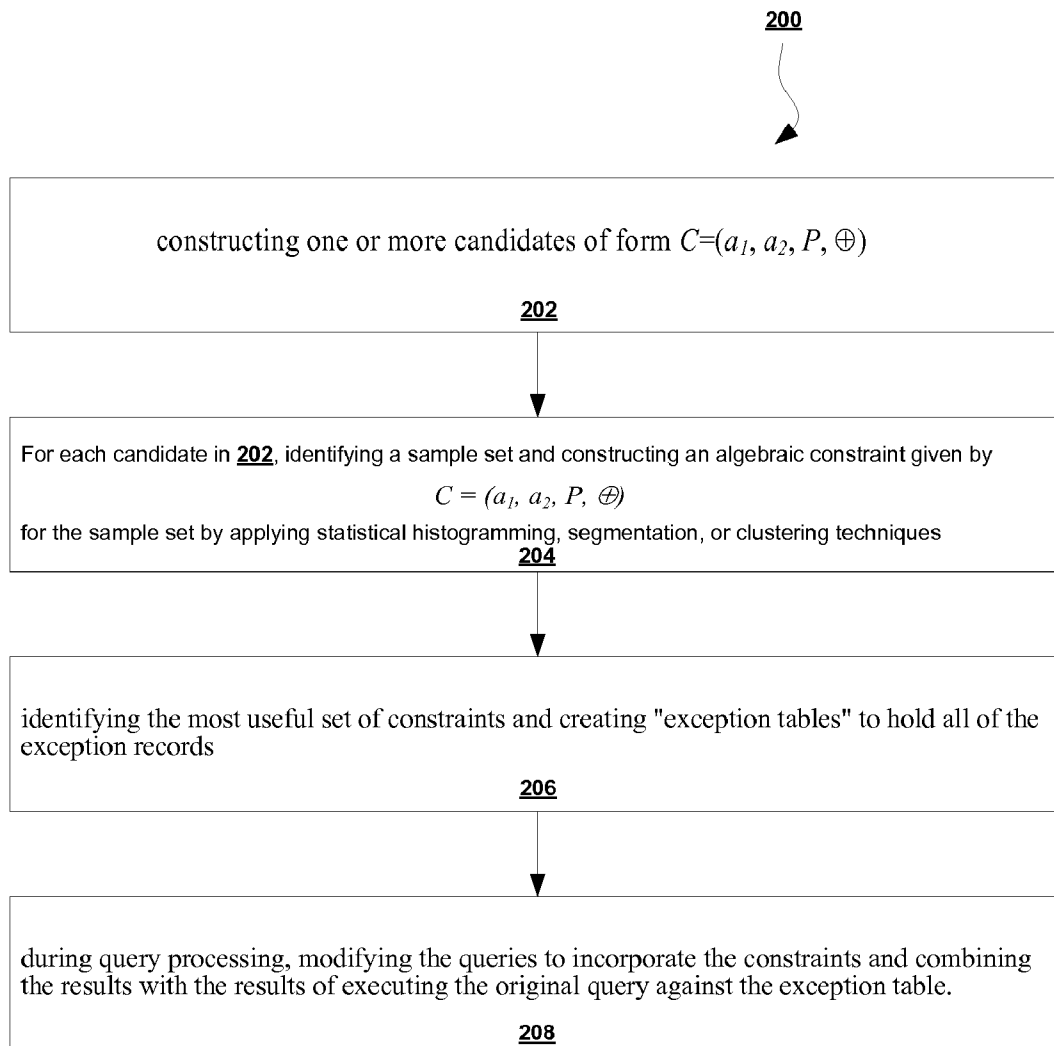 200
constructing one or more candidates of form C=(a₁, a₂, P, ⊕)
202
For each candidate in 202, identifying a sample set and constructing an algebraic constraint given by
C = (a₁, a₂, P, ⊕)
for the sample set by applying statistical histogramming, segmentation, or clustering techniques
204
identifying the most useful set of constraints and creating "exception tables" to hold all of the
exception records
206
during query processing, modifying the queries to incorporate the constraints and combining
the results with the results of executing the original query against the exception table.
208